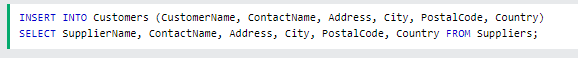 INSERT INTO Customers (CustomerName, ContactName, Address, City, PostalCode, Country)
SELECT SupplierName, ContactName, Address, City, PostalCode, Country FROM Suppliers;